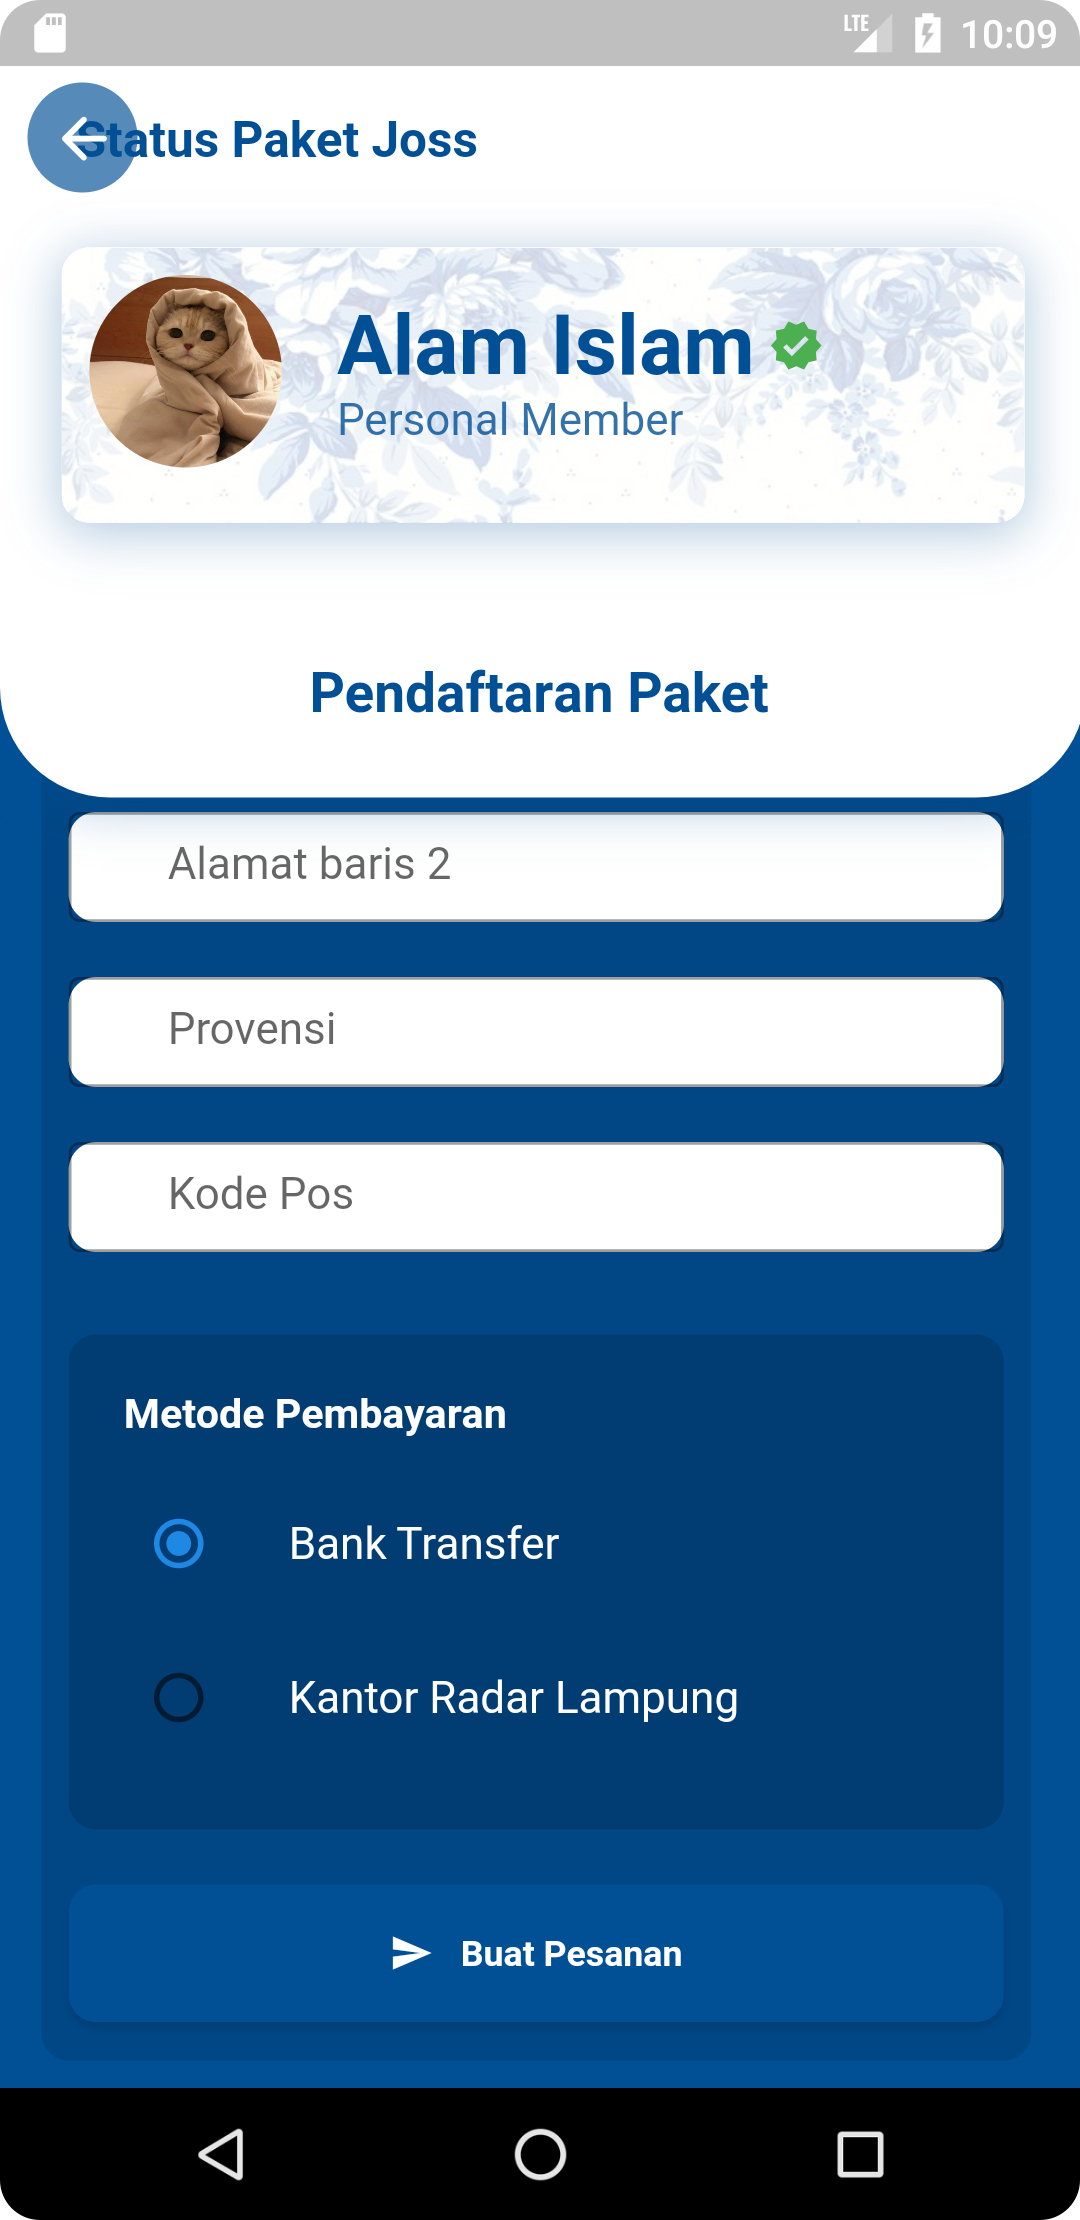 LTE 10:09
Status Paket Joss
Alam Islam
Personal Member
Pendaftaran Paket
Alamat baris 2
Provensi
Kode Pos
Metode Pembayaran
Bank Transfer
Kantor Radar Lampung
Buat Pesanan